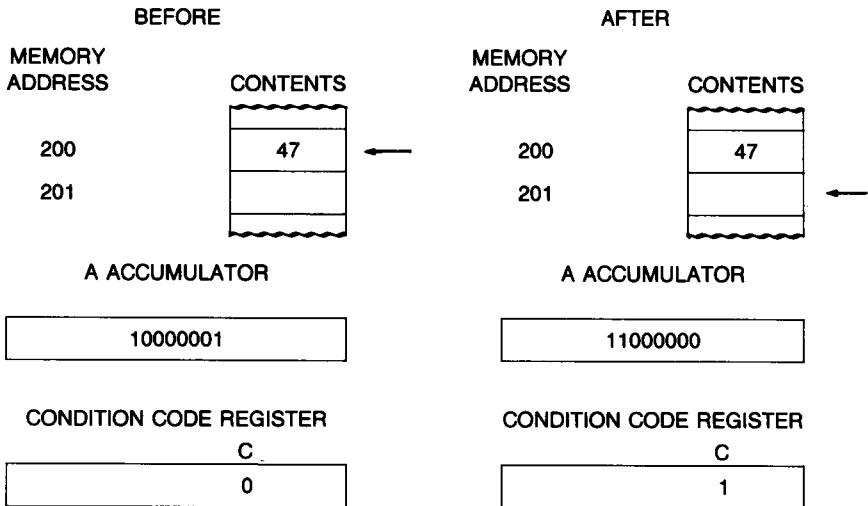 BEFORE
MEMORY
ADDRESS
CONTENTS
200
47
201
A ACCUMULATOR
10000001
CONDITION CODE REGISTER
C
0
AFTER
MEMORY
ADDRESS
CONTENTS
200
47
201
A ACCUMULATOR
11000000
CONDITION CODE REGISTER
C
1